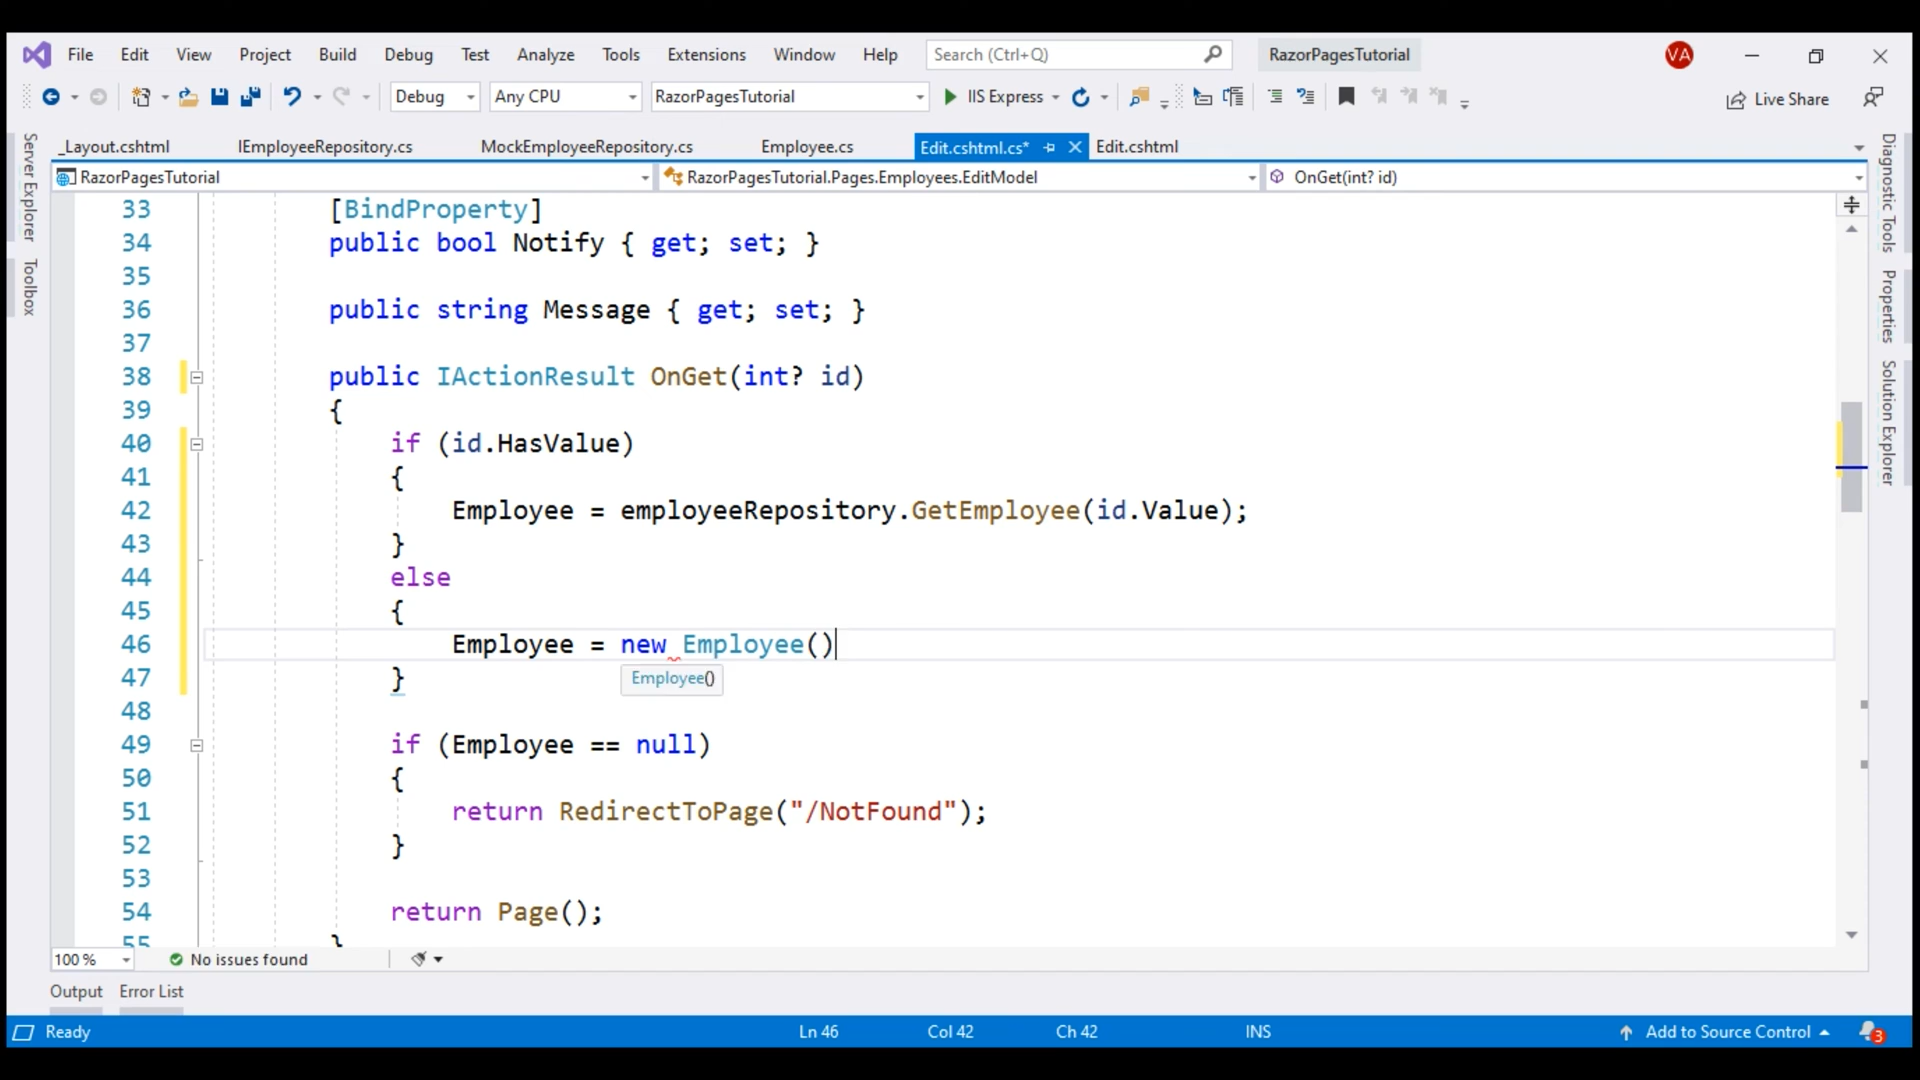 File Edit View Project Build Debug Test Analyze Tools Extensions Window Help Search (Ctrl+Q) RazorPagesTutorial VA
Debug Any CPU RazorPagesTutorial IIS Express Live Share
_Layout.cshtml IEmployeeRepository.cs MockEmployeeRepository.cs Employee.cs Edit.cshtml.cs* Edit.cshtml
RazorPagesTutorial RazorPagesTutorial.Pages.Employees.EditModel OnGet(int? id)
Server Explorer
Toolbox
33 [BindProperty]
34 public bool Notify { get; set; }
35
36 public string Message { get; set; }
37
38 public IActionResult OnGet(int? id)
39 {
40 if (id.HasValue)
41 {
42 Employee = employeeRepository.GetEmployee(id.Value);
43 }
44 else
45 {
46 Employee = new Employee()
47 }
Employee()
48
49 if (Employee == null)
50 {
51 return RedirectToPage("/NotFound");
52 }
53
54 return Page();
55 }
Diagnostic Tools
Properties
Solution Explorer
100 % No issues found
Output Error List
Ready Ln 46 Col 42 Ch 42 INS Add to Source Control 3